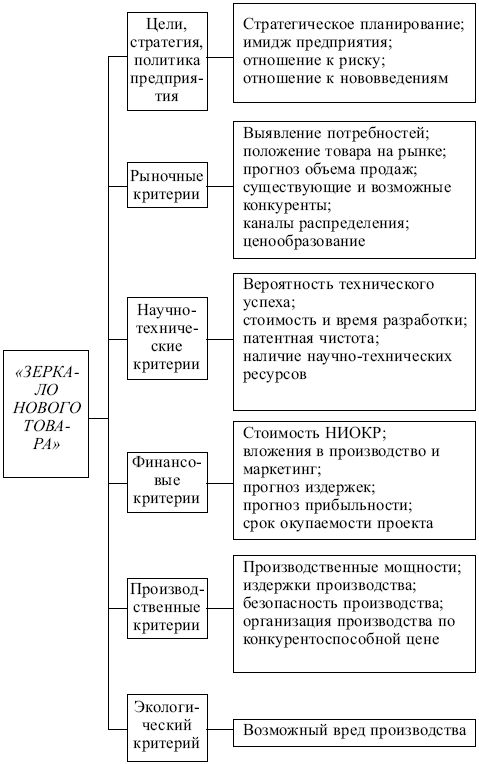 Цели,
стратегия,
политика
предприя-
тия
Стратегическое планирование;
имидж предприятия;
отношение к риску;
отношение к нововведениям
Рыночные
критерии
Выявление потребностей;
положение товара на рынке;
прогноз объема продаж;
существующие и возможные
конкуренты;
каналы распределения;
ценообразование
Научно-
техниче-
ские
критерии
Вероятность технического
успеха;
стоимость и время разработки;
патентная чистота;
наличие научно-технических
ресурсов
«ЗЕРКА-
ЛО
НОВОГО
ТОВА-
РА»
Финансо-
вые
критерии
Стоимость НИОКР;
вложения в производство и
маркетинг;
прогноз издержек;
прогноз прибыльности;
срок окупаемости проекта
Производ-
ственные
критерии
Производственные мощности;
издержки производства;
безопасность производства;
организация производства по
конкурентоспособной цене
Экологи-
ческий
критерий
Возможный вред производства